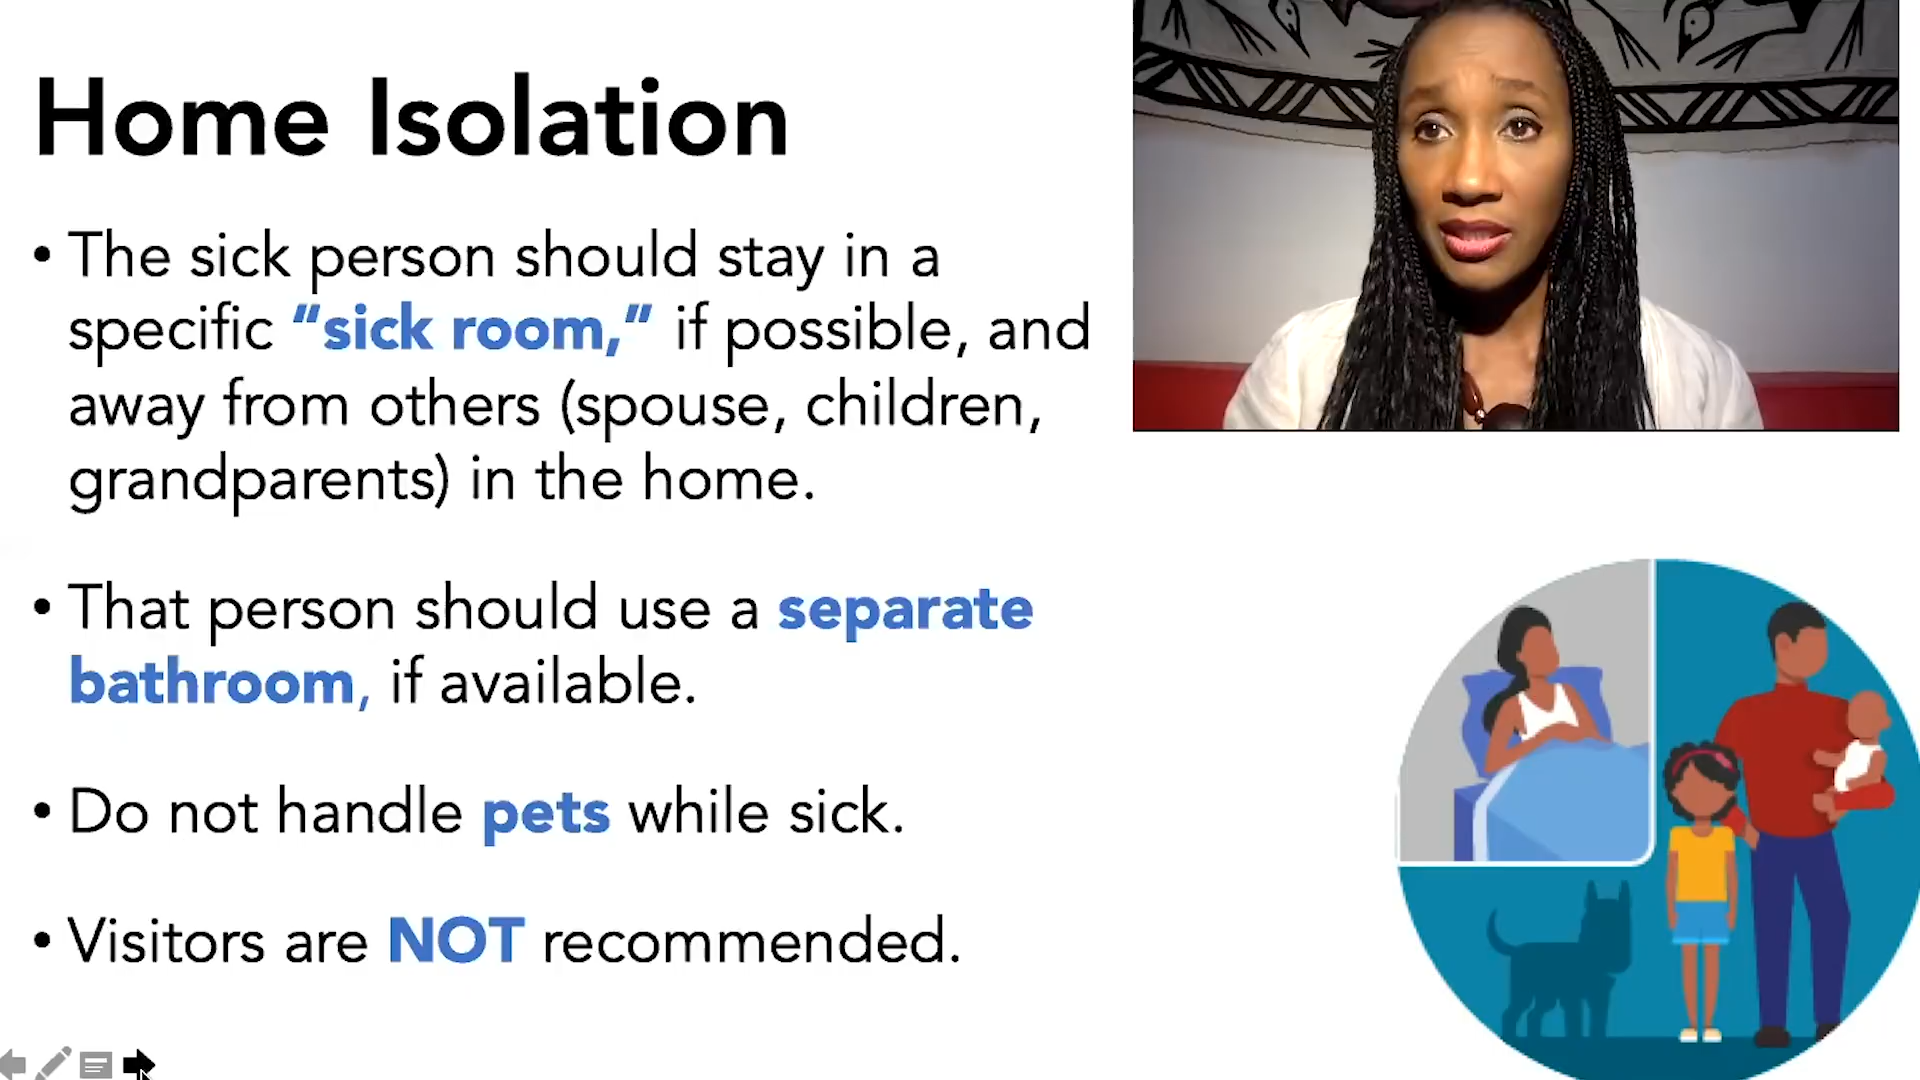 Home Isolation
• The sick person should stay in a
specific “sick room,” if possible, and
away from others (spouse, children,
grandparents) in the home.
• That person should use a separate
bathroom, if available.
• Do not handle pets while sick.
• Visitors are NOT recommended.